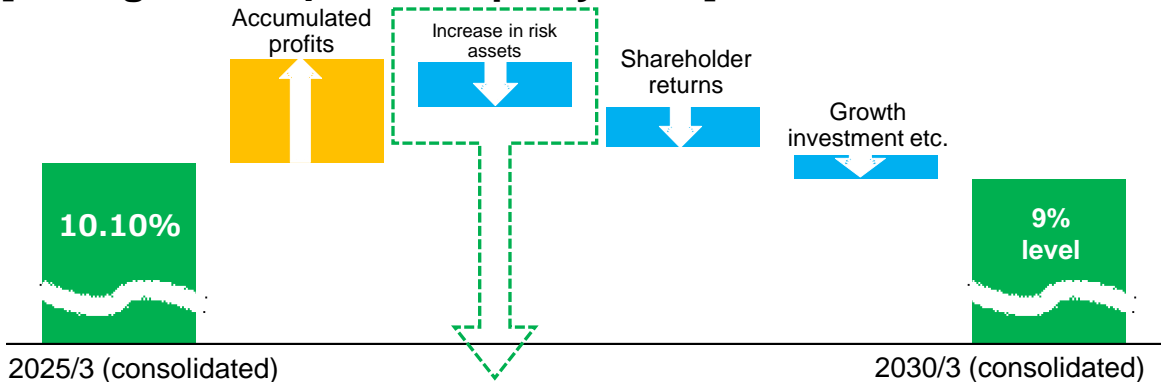 Accumulated
profits
Increase in risk
assets
Shareholder
returns
Growth
investment etc.
10.10%
9%
level
2025/3 (consolidated)
2030/3 (consolidated)